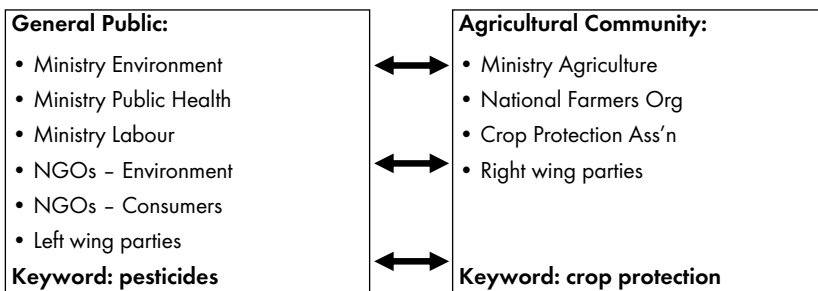 General Public:
• Ministry Environment
• Ministry Public Health
• Ministry Labour
• NGOs – Environment
• NGOs – Consumers
• Left wing parties
Keyword: pesticides
Agricultural Community:
• Ministry Agriculture
• National Farmers Org
• Crop Protection Ass’n
• Right wing parties
Keyword: crop protection